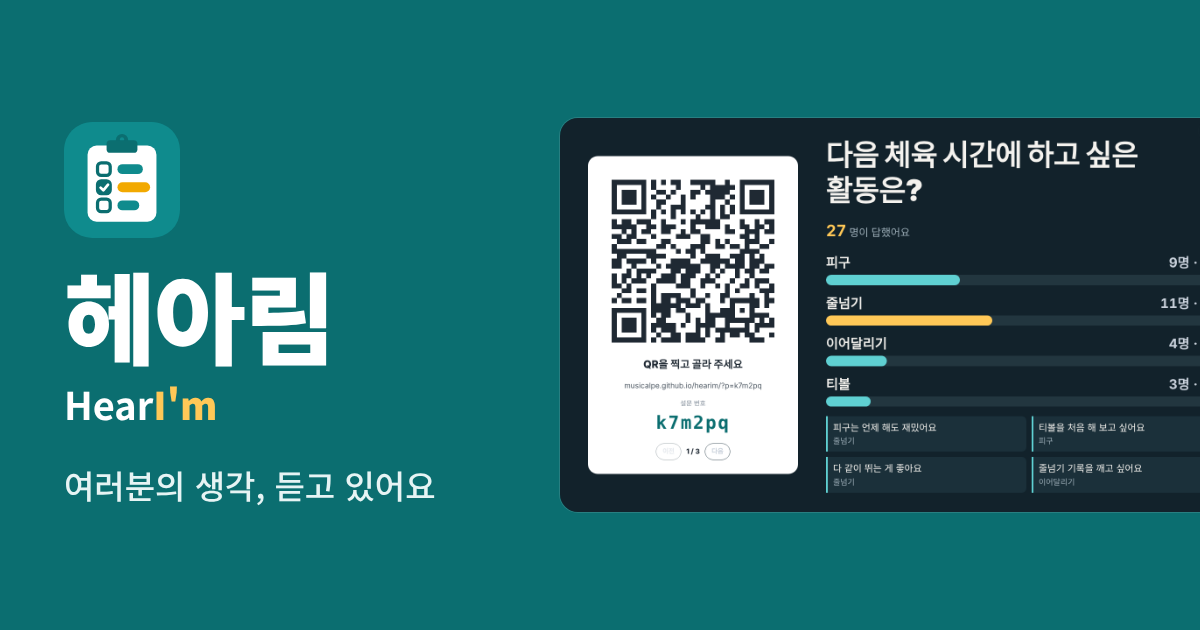 헤아림
HearI'm
여러분의 생각, 듣고 있어요
QR을 찍고 골라 주세요
musicalpe.github.io/hearim/?p=k7m2pq
설문 번호
k7m2pq
이전 1/3 다음
다음 체육 시간에 하고 싶은
활동은?
27 명이 답했어요
피구 9명 ·
줄넘기 11명 ·
이어달리기 4명 ·
티볼 3명 ·
피구는 언제 해도 재밌어요
줄넘기
티볼을 처음 해 보고 싶어요
피구
다 같이 뛰는 게 좋아요
줄넘기
줄넘기 기록을 깨고 싶어요
이어달리기